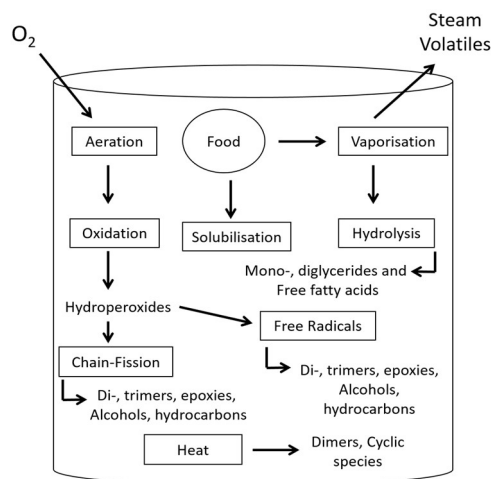 O2
Steam
Volatiles
Aeration
Food
Vaporisation
Oxidation
Solubilisation
Hydrolysis
Mono-, diglycerides and
Free fatty acids
Hydroperoxides
Free Radicals
Chain-Fission
Di-, trimers, epoxies,
Alcohols,
hydrocarbons
Di-, trimers, epoxies,
Alcohols, hydrocarbons
Heat
Dimers, Cyclic
species